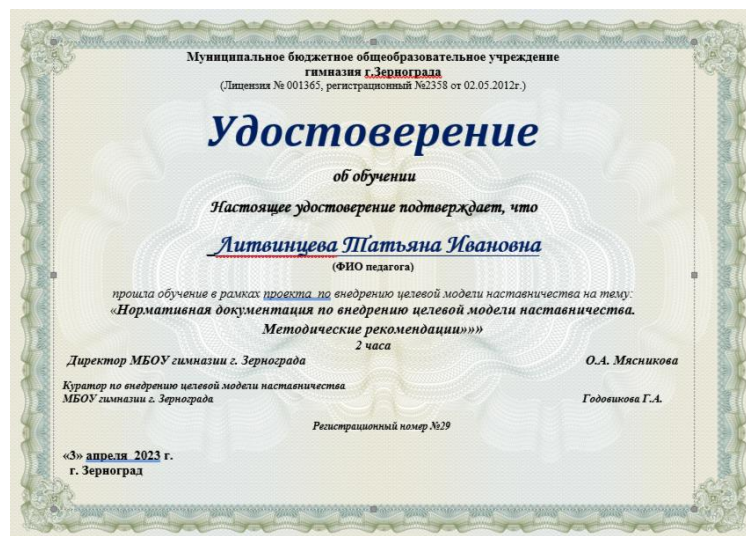 Муниципальное бюджетное общеобразовательное учреждение
гимназия г.Зернограда
(Лицензия № 001365, регистрационный №2358 от 02.05.2012г.)
Удостоверение
об обучении
Настоящее удостоверение подтверждает, что
_Литвинцева Татьяна Ивановна
(ФИО педагога)
прошла обучение в рамках проекта по внедрению целевой модели наставничества на тему:
«Нормативная документация по внедрению целевой модели наставничества.
Методические рекомендации»»»
2 часа
Директор МБОУ гимназии г. Зернограда О.А. Мясникова
Куратор по внедрению целевой модели наставничества
МБОУ гимназии г. Зернограда Годовикова Г.А.
Регистрационный номер №29
«3» апреля 2023 г.
г. Зерноград